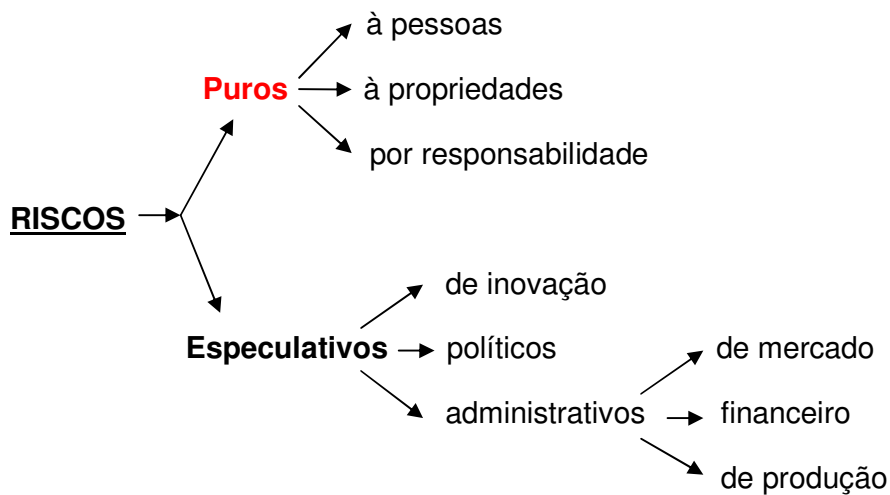 à pessoas
Puros
à propriedades
por responsabilidade
RISCOS
de inovação
Especulativos
políticos
de mercado
administrativos
financeiro
de produção